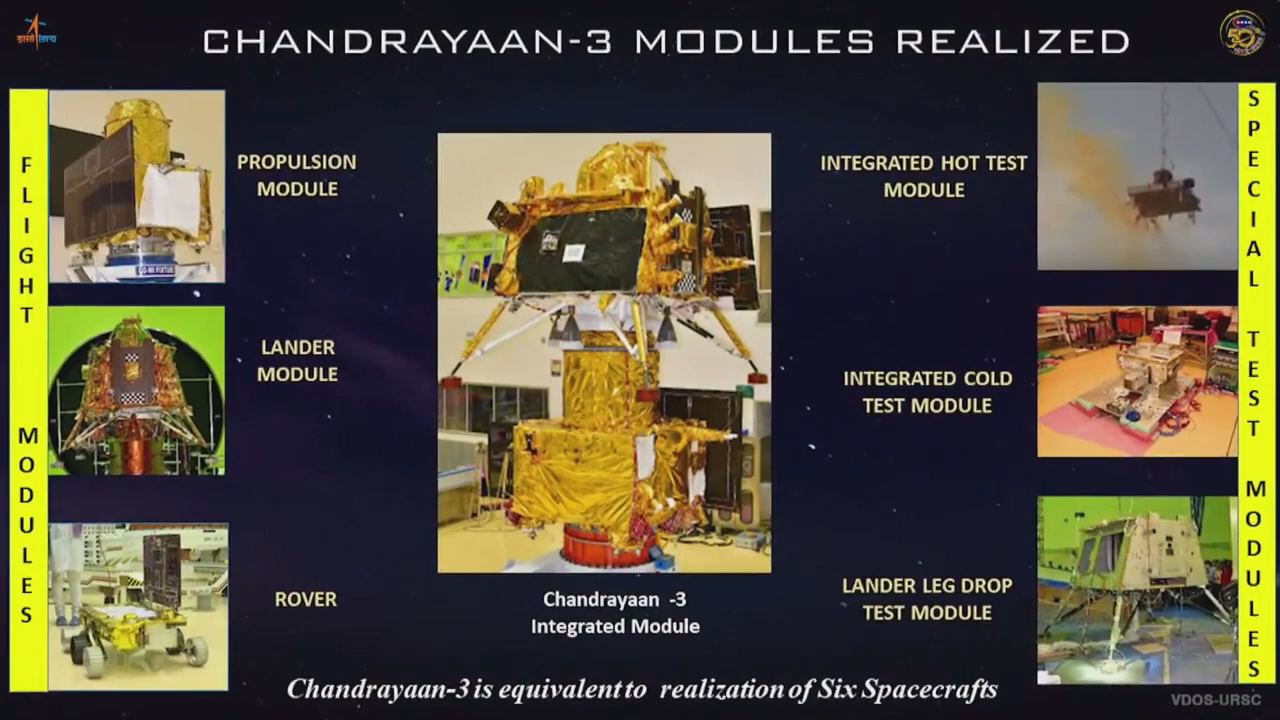 इसरो isro
CHANDRAYAAN-3 MODULES REALIZED
FLIGHT MODULES
PROPULSION
MODULE
LANDER
MODULE
ROVER
Chandrayaan -3
Integrated Module
INTEGRATED HOT TEST
MODULE
INTEGRATED COLD
TEST MODULE
LANDER LEG DROP
TEST MODULE
SPECIAL TEST MODULES
Chandrayaan-3 is equivalent to realization of Six Spacecrafts
VDOS-URSC